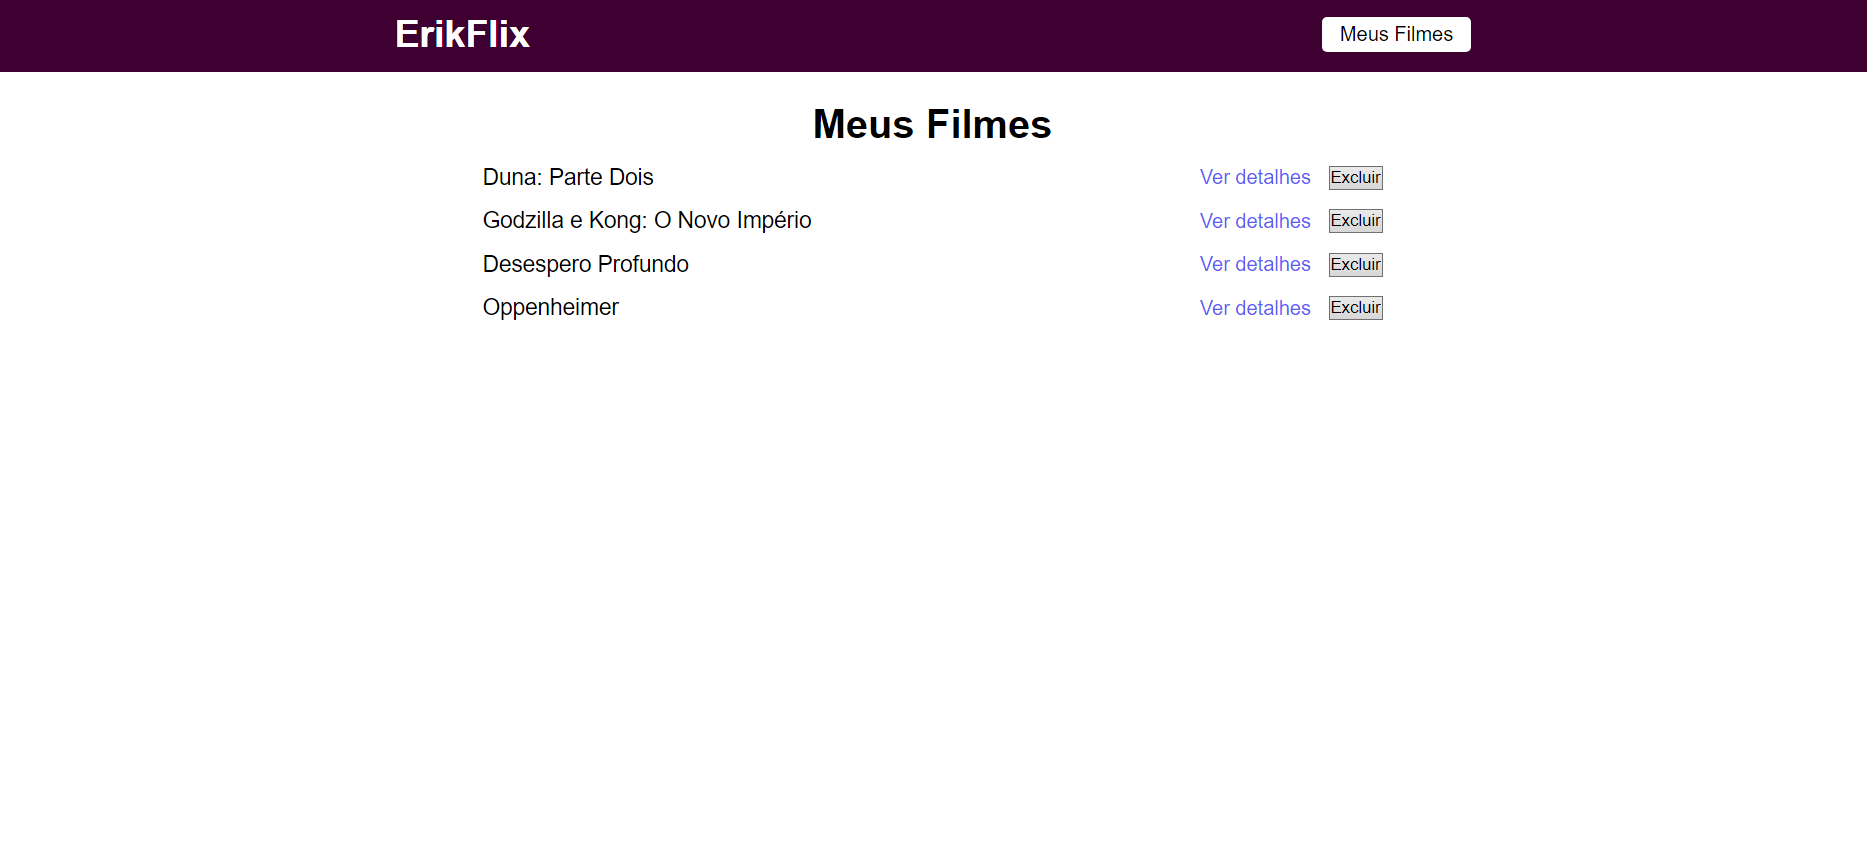 ErikFlix Meus Filmes
Meus Filmes
Duna: Parte Dois Ver detalhes Excluir
Godzilla e Kong: O Novo Império Ver detalhes Excluir
Desespero Profundo Ver detalhes Excluir
Oppenheimer Ver detalhes Excluir